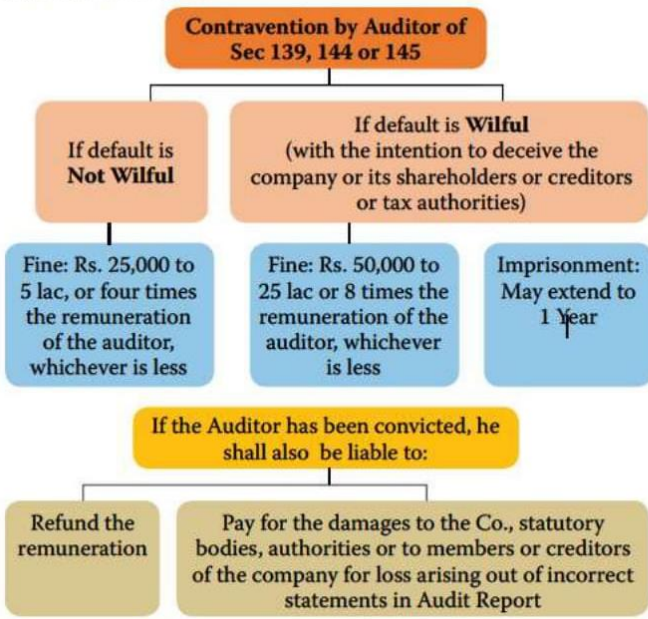 Contravention by Auditor of
Sec 139, 144 or 145
If default is
Not Wilful
If default is Wilful
(with the intention to deceive the
company or its shareholders or creditors
or tax authorities)
Fine: Rs. 25,000 to
5 lac, or four times
the remuneration
of the auditor,
whichever is less
Fine: Rs. 50,000 to
25 lac or 8 times the
remuneration of the
auditor, whichever
is less
Imprisonment:
May extend to
1 Year
If the Auditor has been convicted, he
shall also be liable to:
Refund the
remuneration
Pay for the damages to the Co., statutory
bodies, authorities or to members or creditors
of the company for loss arising out of incorrect
statements in Audit Report